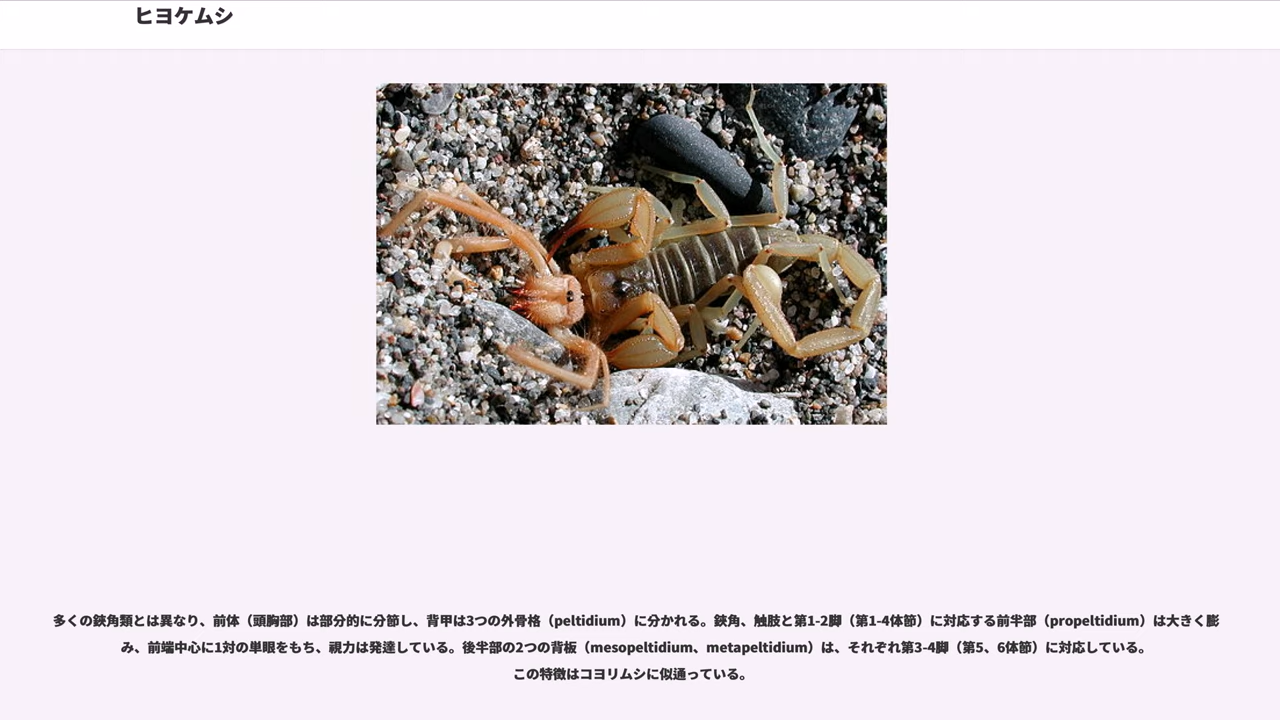 ヒヨケムシ
多くの鋏角類とは異なり、前体（頭胸部）は部分的に分節し、背甲は3つの外骨格（peltidium）に分かれる。鋏角、触肢と第1-2脚（第1-4体節）に対応する前半部（propeltidium）は大きく膨
み、前端中心に1対の単眼をもち、視力は発達している。後半部の2つの背板（mesopeltidium、metapeltidium）は、それぞれ第3-4脚（第5、6体節）に対応している。
この特徴はコヨリムシに似通っている。